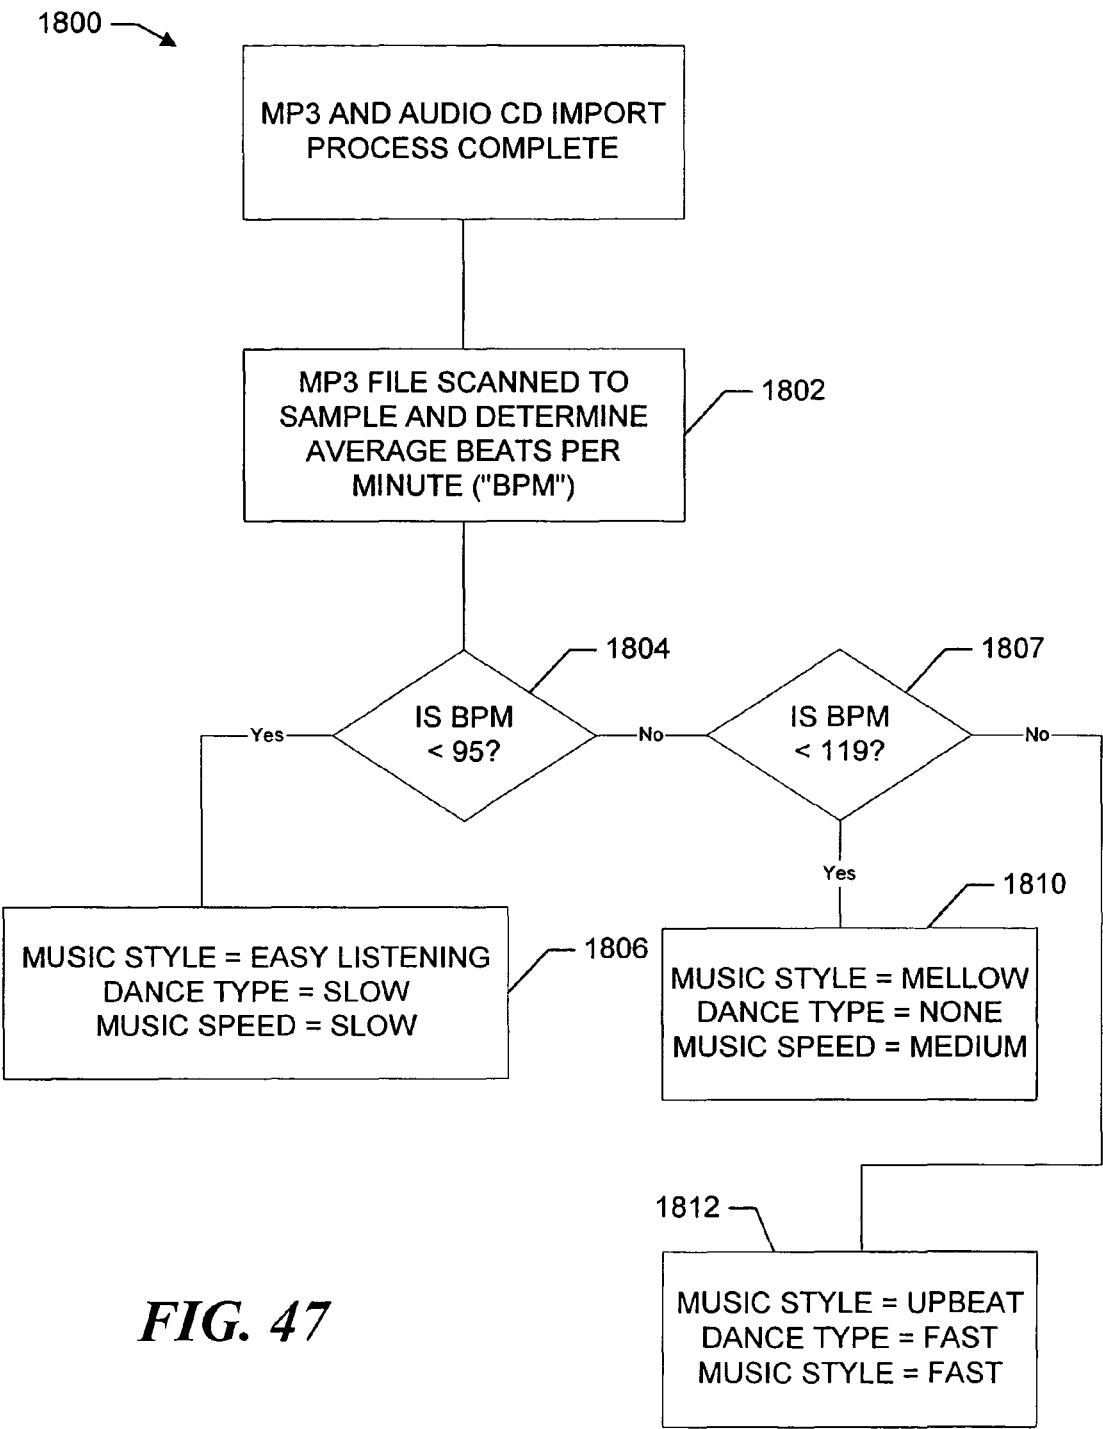 1800
MP3 AND AUDIO CD IMPORT
PROCESS COMPLETE
MP3 FILE SCANNED TO
SAMPLE AND DETERMINE
AVERAGE BEATS PER
MINUTE ("BPM")
1802
1804
IS BPM
< 95?
Yes
No
1807
IS BPM
< 119?
No
Yes
MUSIC STYLE = EASY LISTENING
DANCE TYPE = SLOW
MUSIC SPEED = SLOW
1806
1810
MUSIC STYLE = MELLOW
DANCE TYPE = NONE
MUSIC SPEED = MEDIUM
1812
MUSIC STYLE = UPBEAT
DANCE TYPE = FAST
MUSIC STYLE = FAST
FIG. 47